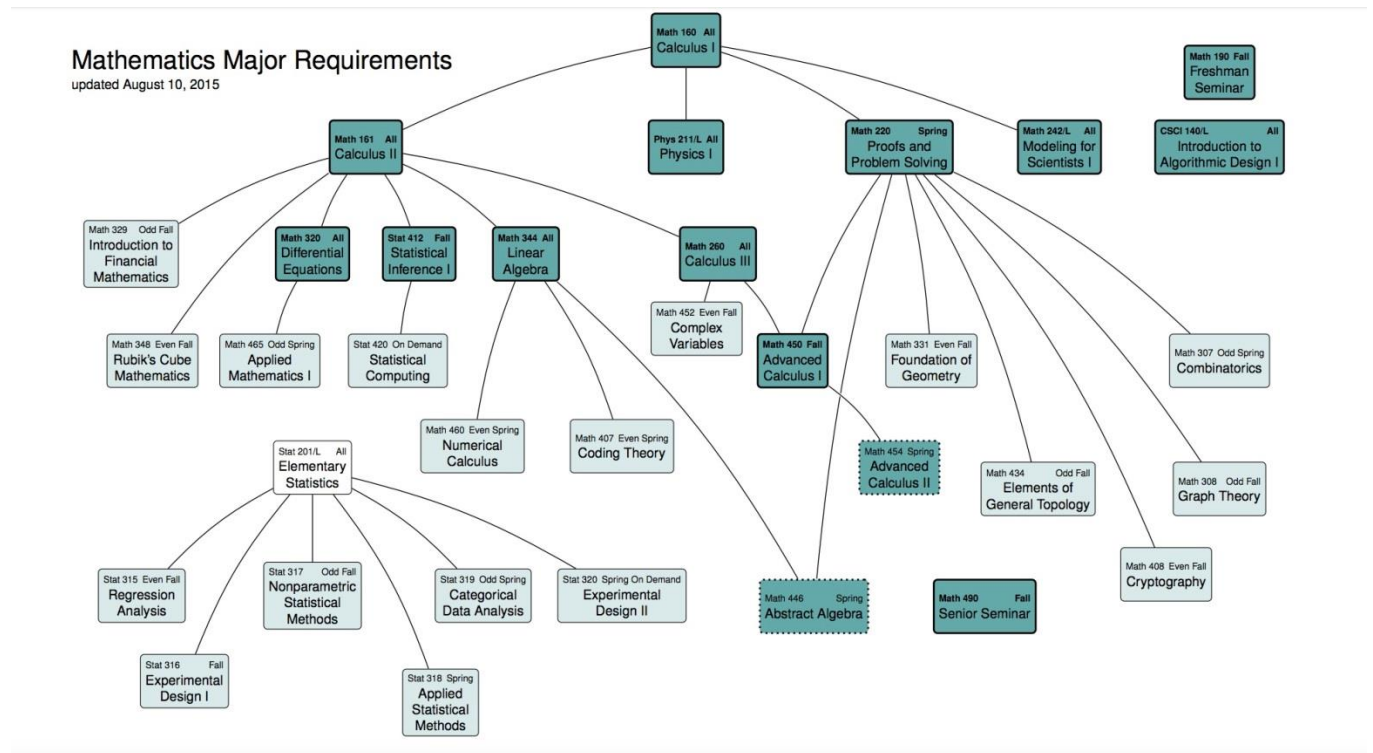 Mathematics Major Requirements
updated August 10, 2015
Math 160 All
Calculus I
Math 190 Fall
Freshman
Seminar
Math 161 All
Calculus II
Phys 211/L All
Physics I
Math 220 Spring
Proofs and
Problem Solving
Math 242/L All
Modeling for
Scientists I
CSCI 140/L All
Introduction to
Algorithmic Design I
Math 329 Odd Fall
Introduction to
Financial
Mathematics
Math 320 All
Differential
Equations
Stat 412 Fall
Statistical
Inference I
Math 344 All
Linear
Algebra
Math 260 All
Calculus III
Math 348 Even Fall
Rubik's Cube
Mathematics
Math 465 Odd Spring
Applied
Mathematics I
Stat 420 On Demand
Statistical
Computing
Math 452 Even Fall
Complex
Variables
Math 450 Fall
Advanced
Calculus I
Math 331 Even Fall
Foundation of
Geometry
Math 307 Odd Spring
Combinatorics
Math 460 Even Spring
Numerical
Calculus
Math 407 Even Spring
Coding Theory
Stat 201/L All
Elementary
Statistics
Math 454 Spring
Advanced
Calculus II
Math 434 Odd Fall
Elements of
General Topology
Math 308 Odd Fall
Graph Theory
Math 408 Even Fall
Cryptography
Stat 315 Even Fall
Regression
Analysis
Stat 317 Odd Fall
Nonparametric
Statistical
Methods
Stat 319 Odd Spring
Categorical
Data Analysis
Stat 320 Spring On Demand
Experimental
Design II
Math 446 Spring
Abstract Algebra
Math 490 Fall
Senior Seminar
Stat 316 Fall
Experimental
Design I
Stat 318 Spring
Applied
Statistical
Methods